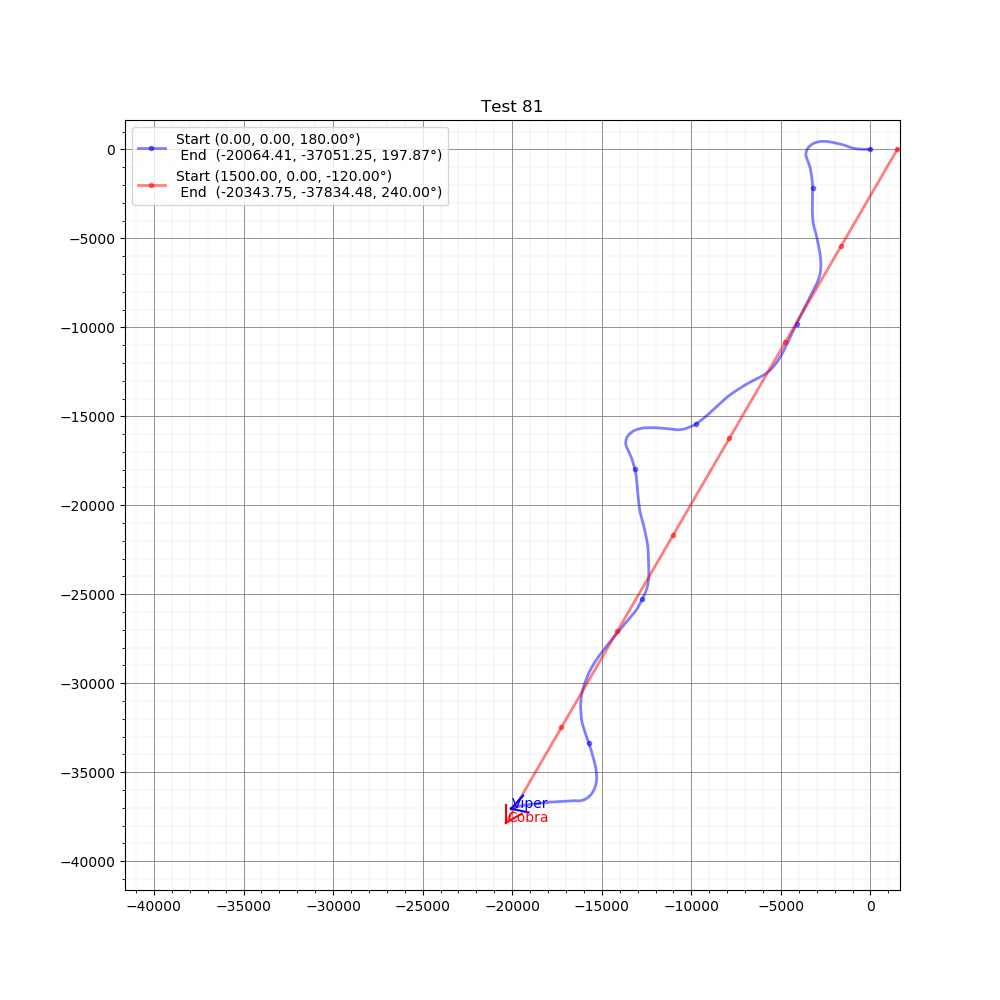 Test 81
Start (0.00, 0.00, 180.00°)
End (-20064.41, -37051.25, 197.87°)
Start (1500.00, 0.00, -120.00°)
End (-20343.75, -37834.48, 240.00°)
0
−5000
−10000
−15000
−20000
−25000
−30000
−35000
−40000
Viper
Cobra
−40000 −35000 −30000 −25000 −20000 −15000 −10000 −5000 0